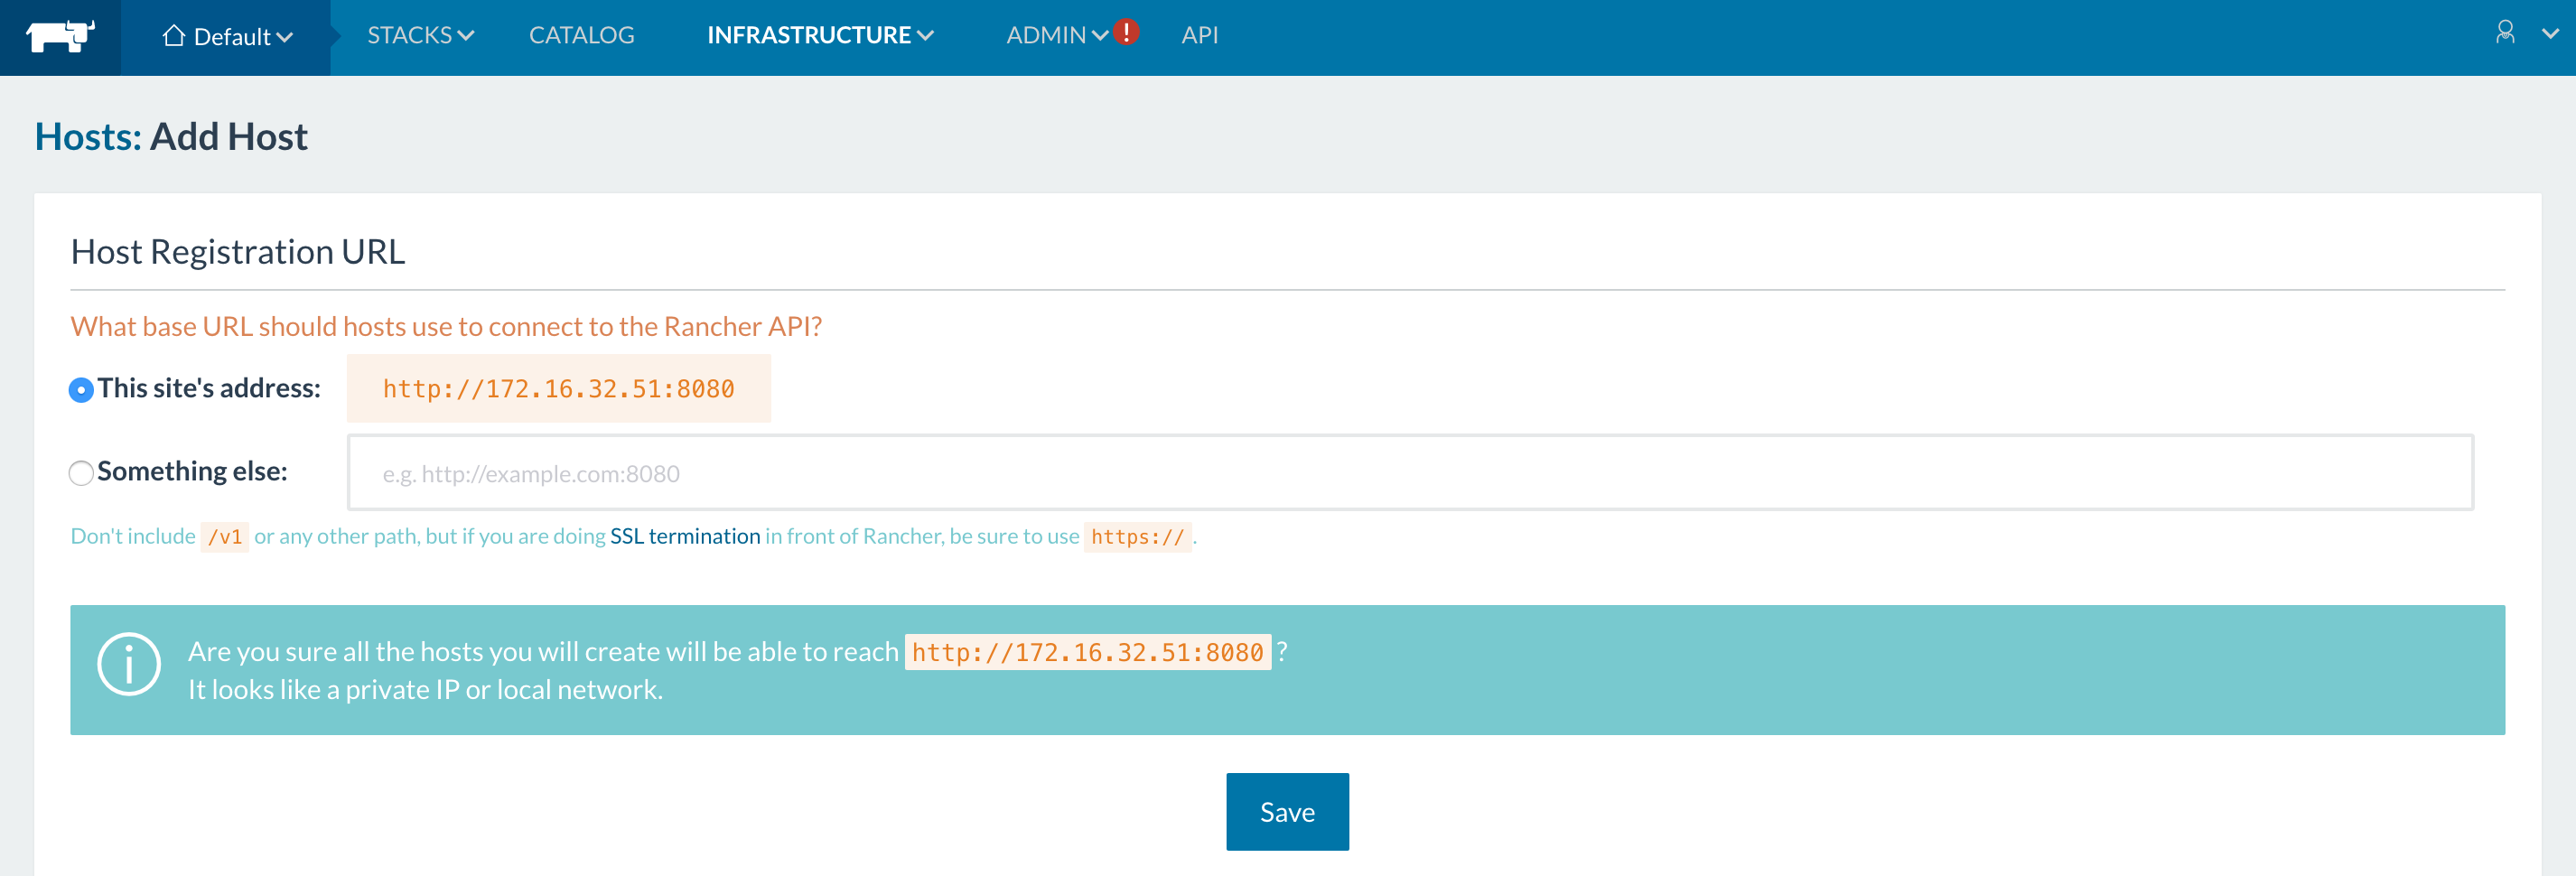 Default STACKS CATALOG INFRASTRUCTURE ADMIN ! API
Hosts: Add Host
Host Registration URL
What base URL should hosts use to connect to the Rancher API?
This site's address: http://172.16.32.51:8080
Something else: e.g. http://example.com:8080
Don't include /v1 or any other path, but if you are doing SSL termination in front of Rancher, be sure to use https:// .
Are you sure all the hosts you will create will be able to reach http://172.16.32.51:8080 ?
It looks like a private IP or local network.
Save